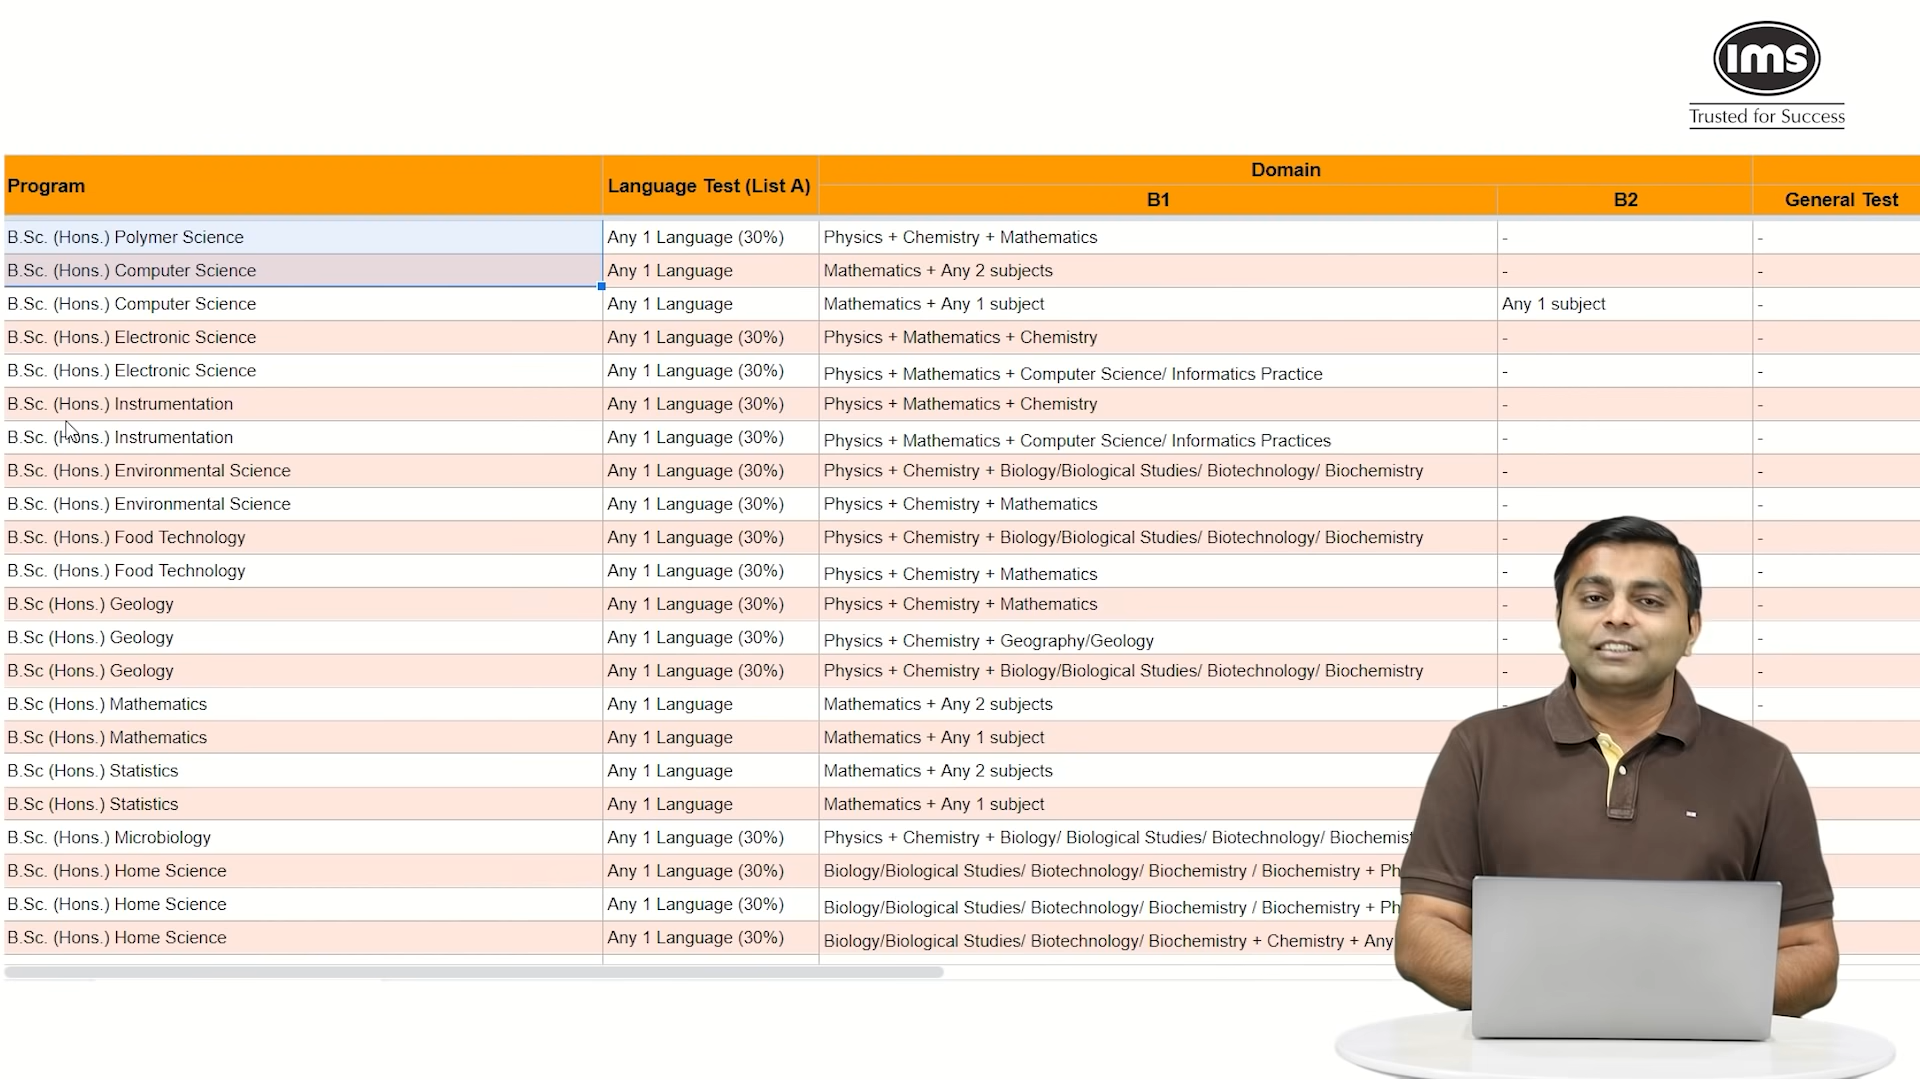 ims
Trusted for Success
Program
Language Test (List A)
Domain
B1
B2
General Test
B.Sc. (Hons.) Polymer Science Any 1 Language (30%) Physics + Chemistry + Mathematics - -
B.Sc. (Hons.) Computer Science Any 1 Language Mathematics + Any 2 subjects - -
B.Sc. (Hons.) Computer Science Any 1 Language Mathematics + Any 1 subject Any 1 subject -
B.Sc. (Hons.) Electronic Science Any 1 Language (30%) Physics + Mathematics + Chemistry - -
B.Sc. (Hons.) Electronic Science Any 1 Language (30%) Physics + Mathematics + Computer Science/ Informatics Practice - -
B.Sc. (Hons.) Instrumentation Any 1 Language (30%) Physics + Mathematics + Chemistry - -
B.Sc. (Hons.) Instrumentation Any 1 Language (30%) Physics + Mathematics + Computer Science/ Informatics Practices - -
B.Sc. (Hons.) Environmental Science Any 1 Language (30%) Physics + Chemistry + Biology/Biological Studies/ Biotechnology/ Biochemistry - -
B.Sc. (Hons.) Environmental Science Any 1 Language (30%) Physics + Chemistry + Mathematics - -
B.Sc. (Hons.) Food Technology Any 1 Language (30%) Physics + Chemistry + Biology/Biological Studies/ Biotechnology/ Biochemistry - -
B.Sc. (Hons.) Food Technology Any 1 Language (30%) Physics + Chemistry + Mathematics - -
B.Sc (Hons.) Geology Any 1 Language (30%) Physics + Chemistry + Mathematics - -
B.Sc (Hons.) Geology Any 1 Language (30%) Physics + Chemistry + Geography/Geology - -
B.Sc (Hons.) Geology Any 1 Language (30%) Physics + Chemistry + Biology/Biological Studies/ Biotechnology/ Biochemistry - -
B.Sc (Hons.) Mathematics Any 1 Language Mathematics + Any 2 subjects - -
B.Sc (Hons.) Mathematics Any 1 Language Mathematics + Any 1 subject
B.Sc (Hons.) Statistics Any 1 Language Mathematics + Any 2 subjects
B.Sc (Hons.) Statistics Any 1 Language Mathematics + Any 1 subject
B.Sc. (Hons.) Microbiology Any 1 Language (30%) Physics + Chemistry + Biology/ Biological Studies/ Biotechnology/ Biochemist
B.Sc. (Hons.) Home Science Any 1 Language (30%) Biology/Biological Studies/ Biotechnology/ Biochemistry / Biochemistry + Ph
B.Sc. (Hons.) Home Science Any 1 Language (30%) Biology/Biological Studies/ Biotechnology/ Biochemistry / Biochemistry + Ph
B.Sc. (Hons.) Home Science Any 1 Language (30%) Biology/Biological Studies/ Biotechnology/ Biochemistry + Chemistry + Any